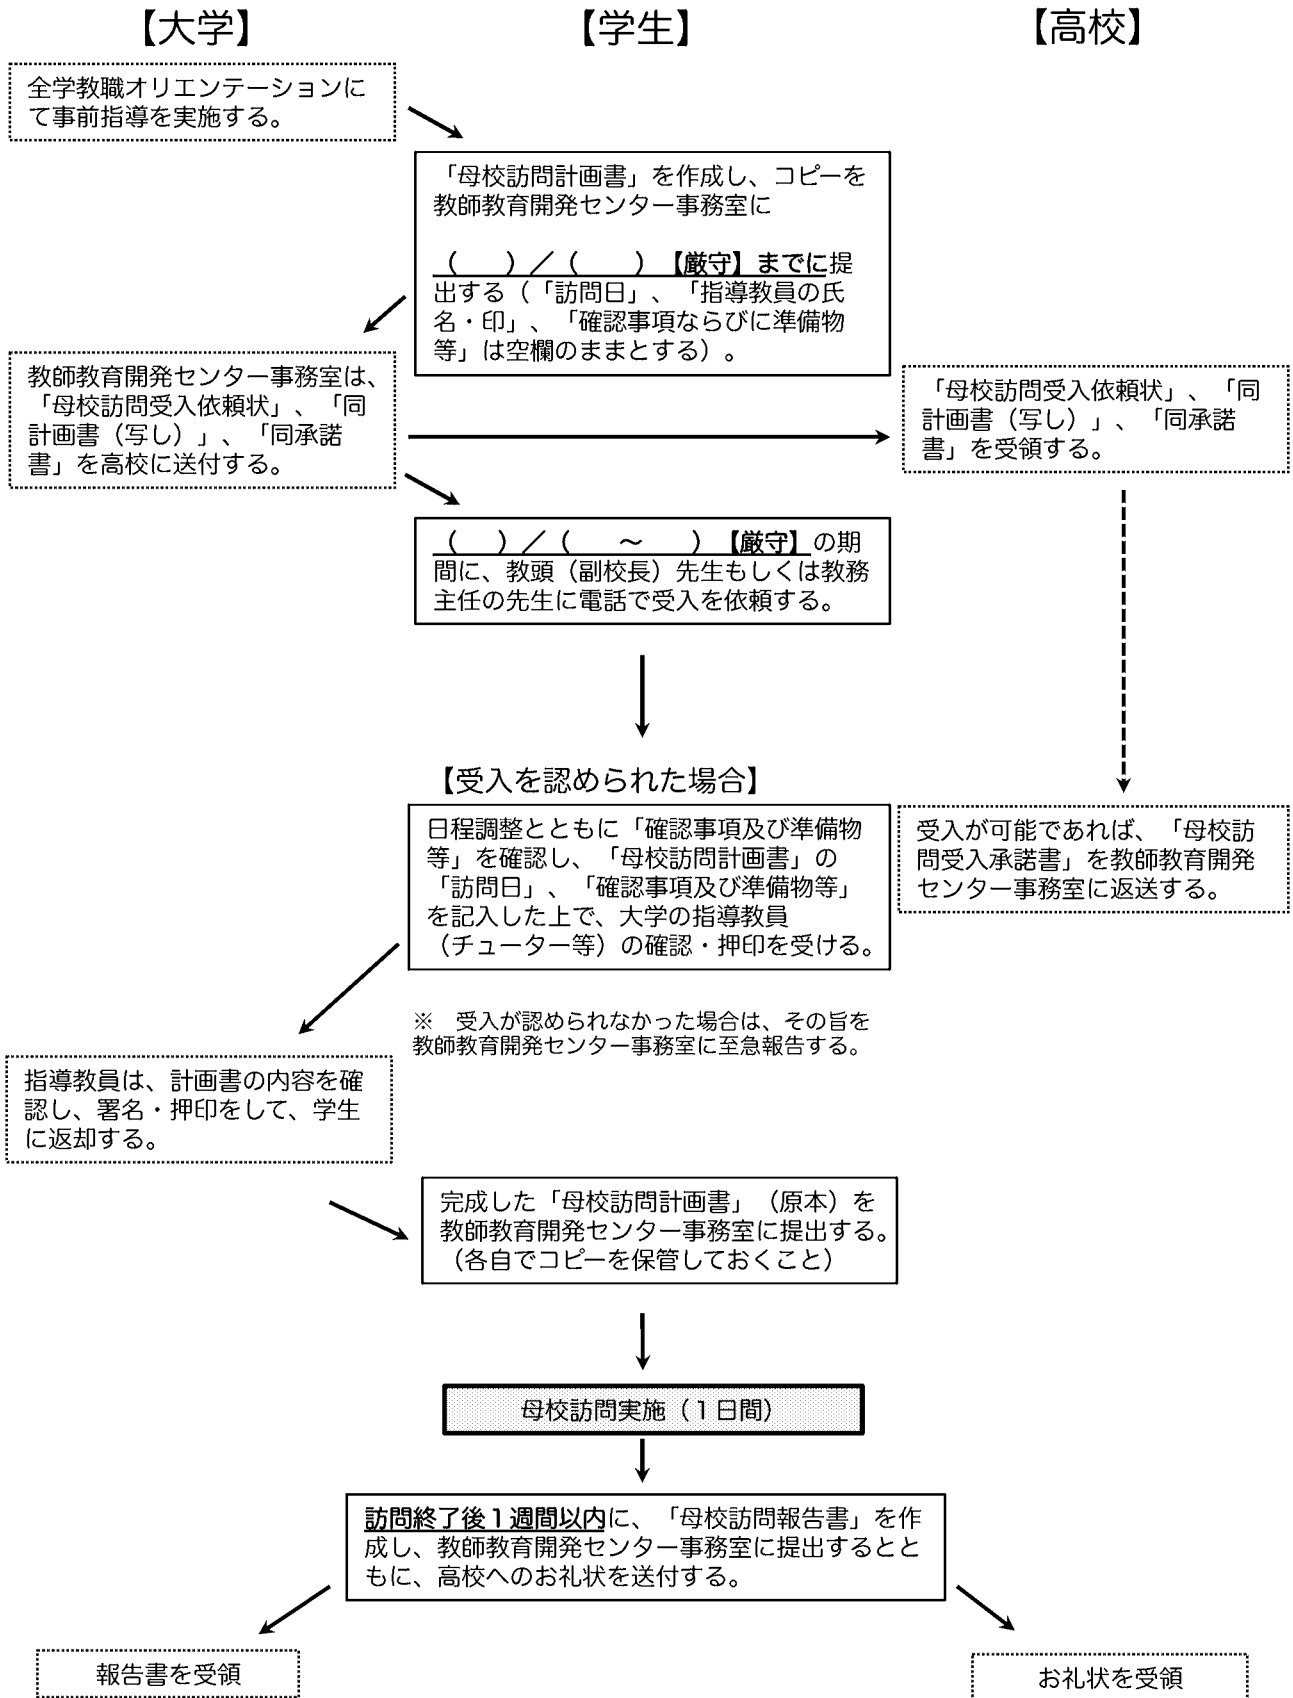 【大学】
【学生】
【高校】
全学教職オリエンテーションに
て事前指導を実施する。
「母校訪問計画書」を作成し、コピーを
教師教育開発センター事務室に
（　　）／（　　）【厳守】までに提
出する（「訪問日」、「指導教員の氏
名・印」、「確認事項ならびに準備物
等」は空欄のままとする）。
教師教育開発センター事務室は、
「母校訪問受入依頼状」、「同
計画書（写し）」、「同承諾
書」を高校に送付する。
「母校訪問受入依頼状」、「同
計画書（写し）」、「同承諾
書」を受領する。
（　）／（　～　）【厳守】の期
間に、教頭（副校長）先生もしくは教務
主任の先生に電話で受入を依頼する。
【受入を認められた場合】
日程調整とともに「確認事項及び準備物
等」を確認し、「母校訪問計画書」の
「訪問日」、「確認事項及び準備物等」
を記入した上で、大学の指導教員
（チューター等）の確認・押印を受ける。
受入が可能であれば、「母校訪
問受入承諾書」を教師教育開発
センター事務室に返送する。
※　受入が認められなかった場合は、その旨を
教師教育開発センター事務室に至急報告する。
指導教員は、計画書の内容を確
認し、署名・押印をして、学生
に返却する。
完成した「母校訪問計画書」（原本）を
教師教育開発センター事務室に提出する。
（各自でコピーを保管しておくこと）
母校訪問実施（１日間）
訪問終了後１週間以内に、「母校訪問報告書」を作
成し、教師教育開発センター事務室に提出するとと
もに、高校へのお礼状を送付する。
報告書を受領
お礼状を受領